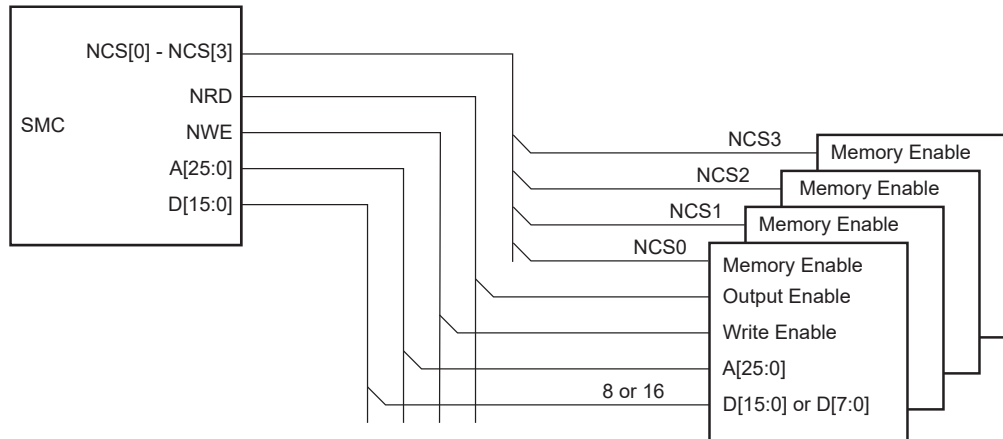 NCS[0] - NCS[3]
NRD
SMC
NWE
A[25:0]
D[15:0]
NCS3
Memory Enable
NCS2
Memory Enable
NCS1
Memory Enable
NCS0
Memory Enable
Output Enable
Write Enable
A[25:0]
8 or 16
D[15:0] or D[7:0]